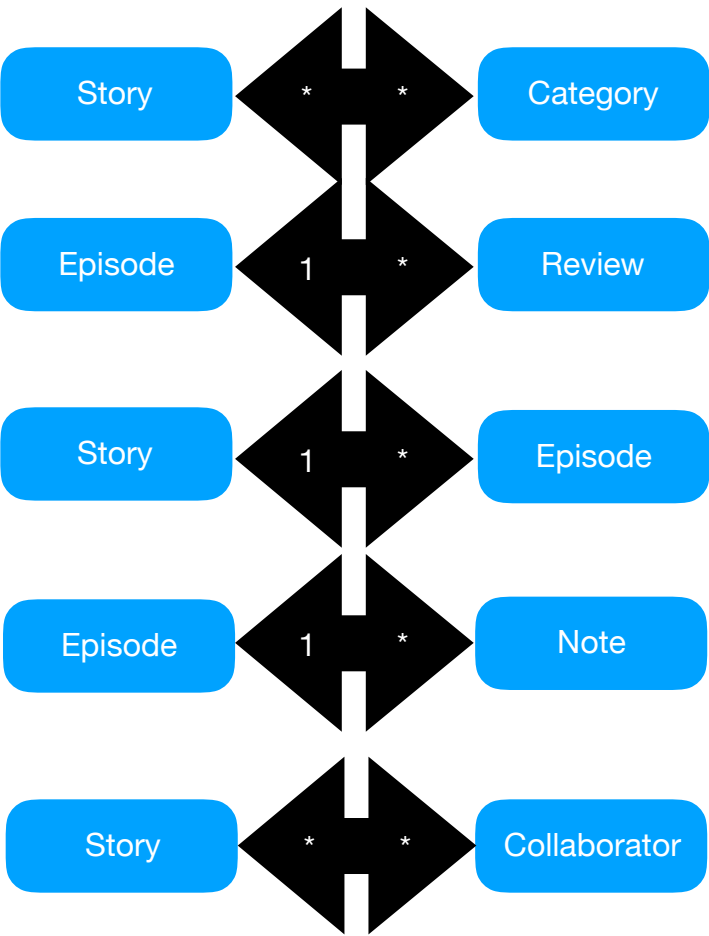 Story * * Category
Episode 1 * Review
Story 1 * Episode
Episode 1 * Note
Story * * Collaborator